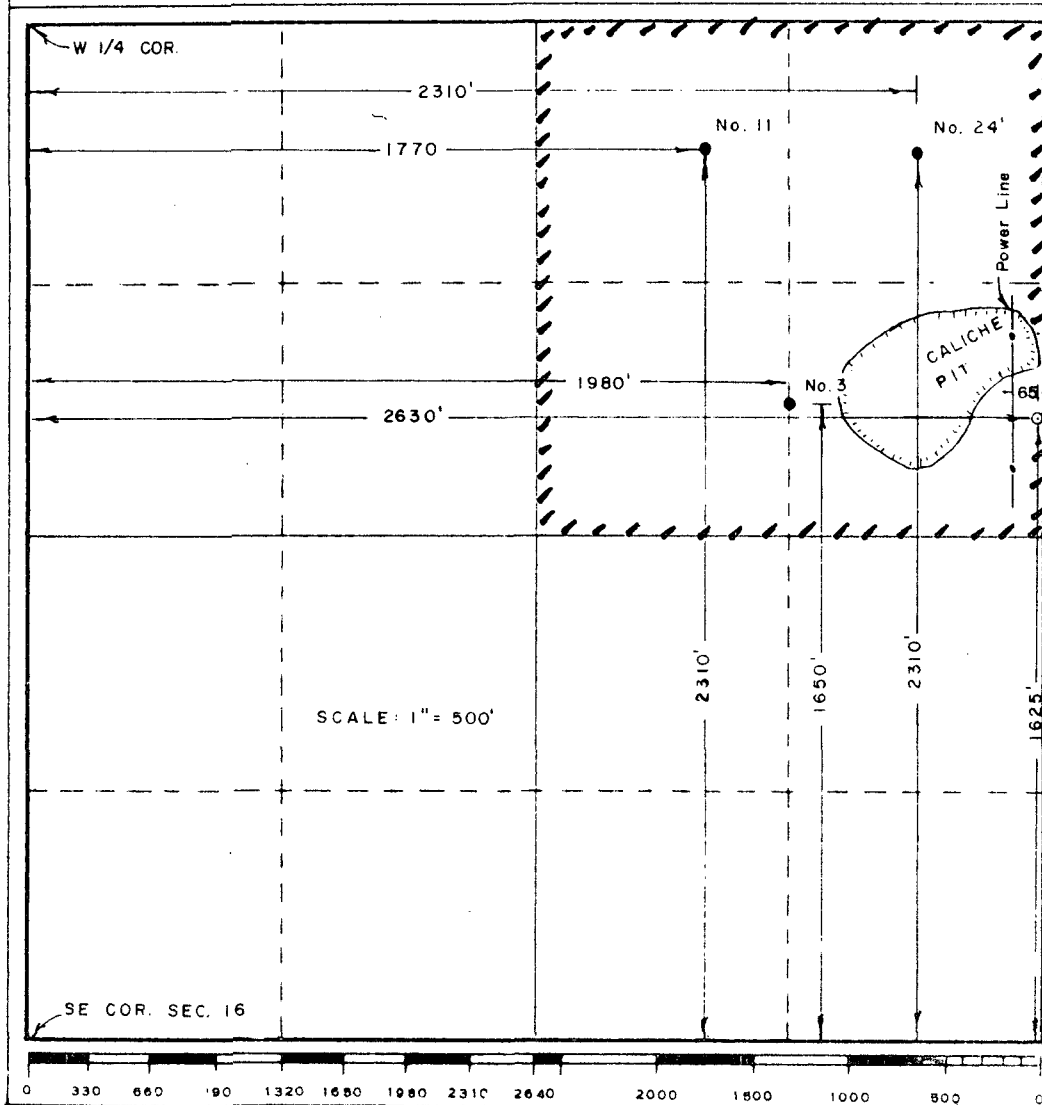 W 1/4 COR.
2310'
1770
No. 11
No. 24'
Power Line
CALICHE
PIT
65
1980'
No. 3
2630'
2310'
1650'
2310'
1625'
SCALE: 1" = 500'
SE COR. SEC. 16
0 330 660 190 1320 1650 1980 2310 2640 2000 1500 1000 500 0